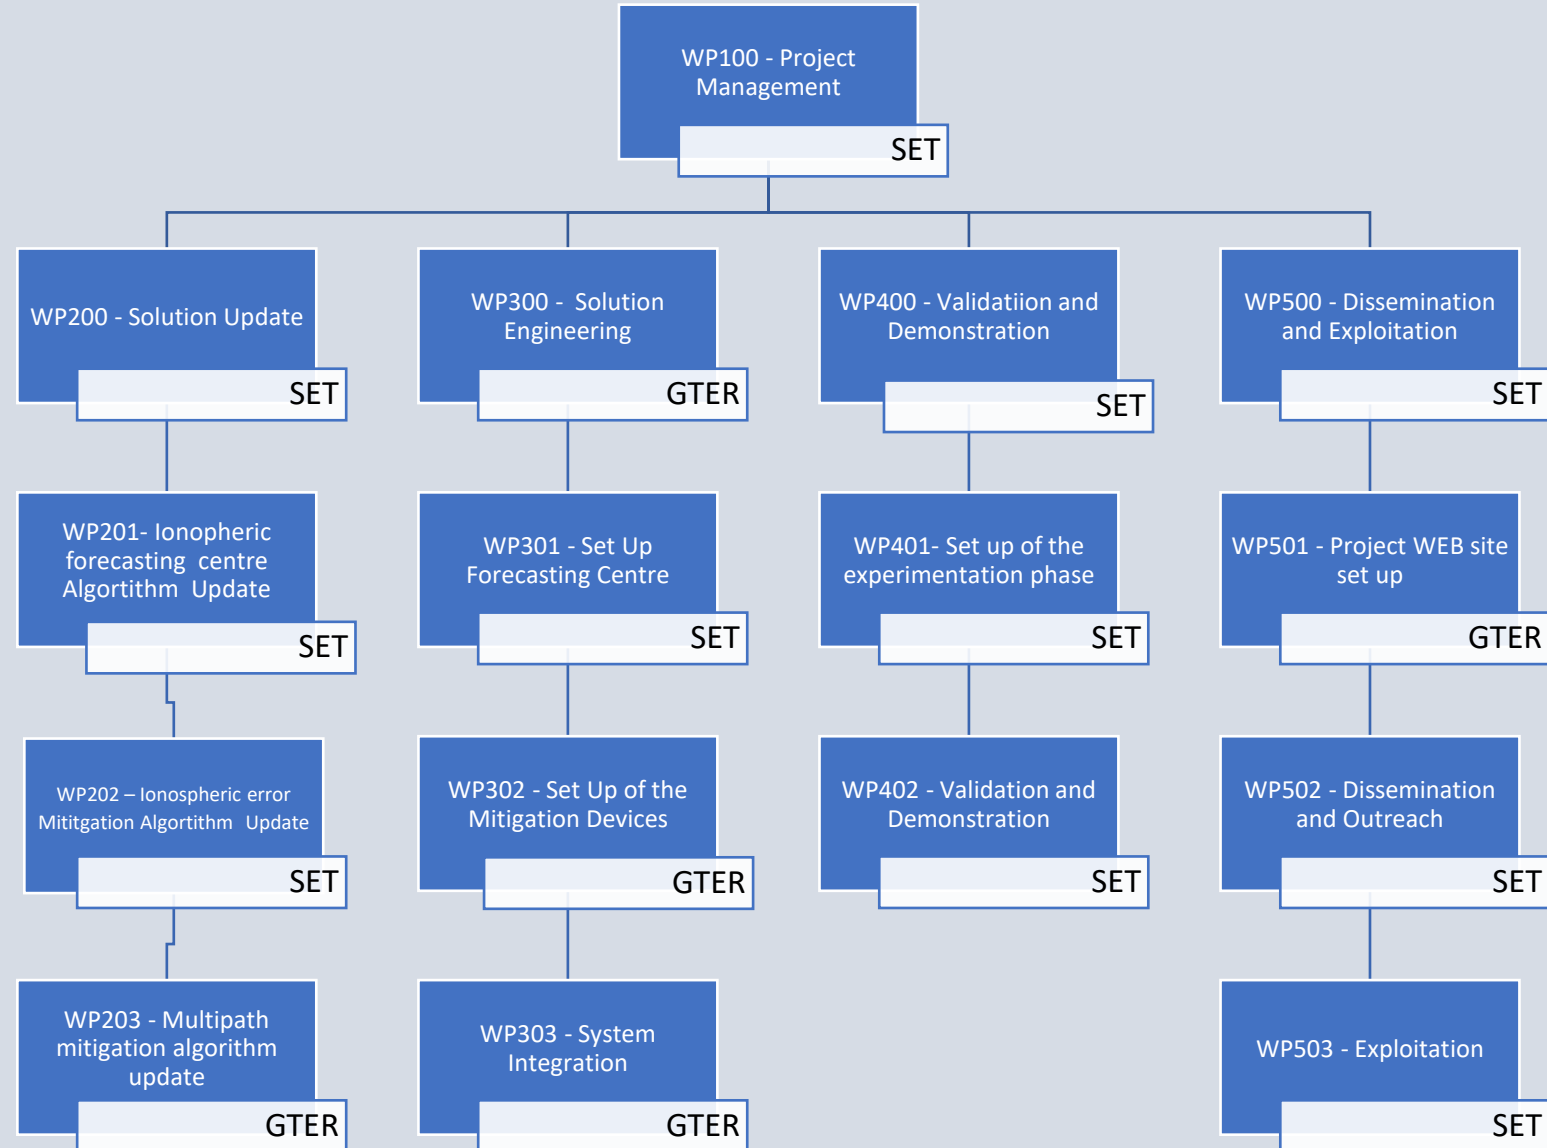 WP100 - Project
Management
SET
WP200 - Solution Update
SET
WP300 -  Solution
Engineering
GTER
WP400 - Validatiion and
Demonstration
SET
WP500 - Dissemination
and Exploitation
SET
WP201- Ionopheric
forecasting  centre
Algortithm  Update
SET
WP301 - Set Up
Forecasting Centre
SET
WP401- Set up of the
experimentation phase
SET
WP501 - Project WEB site
set up
GTER
WP202 – Ionospheric error
Mititgation Algortithm  Update
SET
WP302 - Set Up of the
Mitigation Devices
GTER
WP402 - Validation and
Demonstration
SET
WP502 - Dissemination
and Outreach
SET
WP203 - Multipath
mitigation algorithm
update
GTER
WP303 - System
Integration
GTER
WP503 - Exploitation
SET